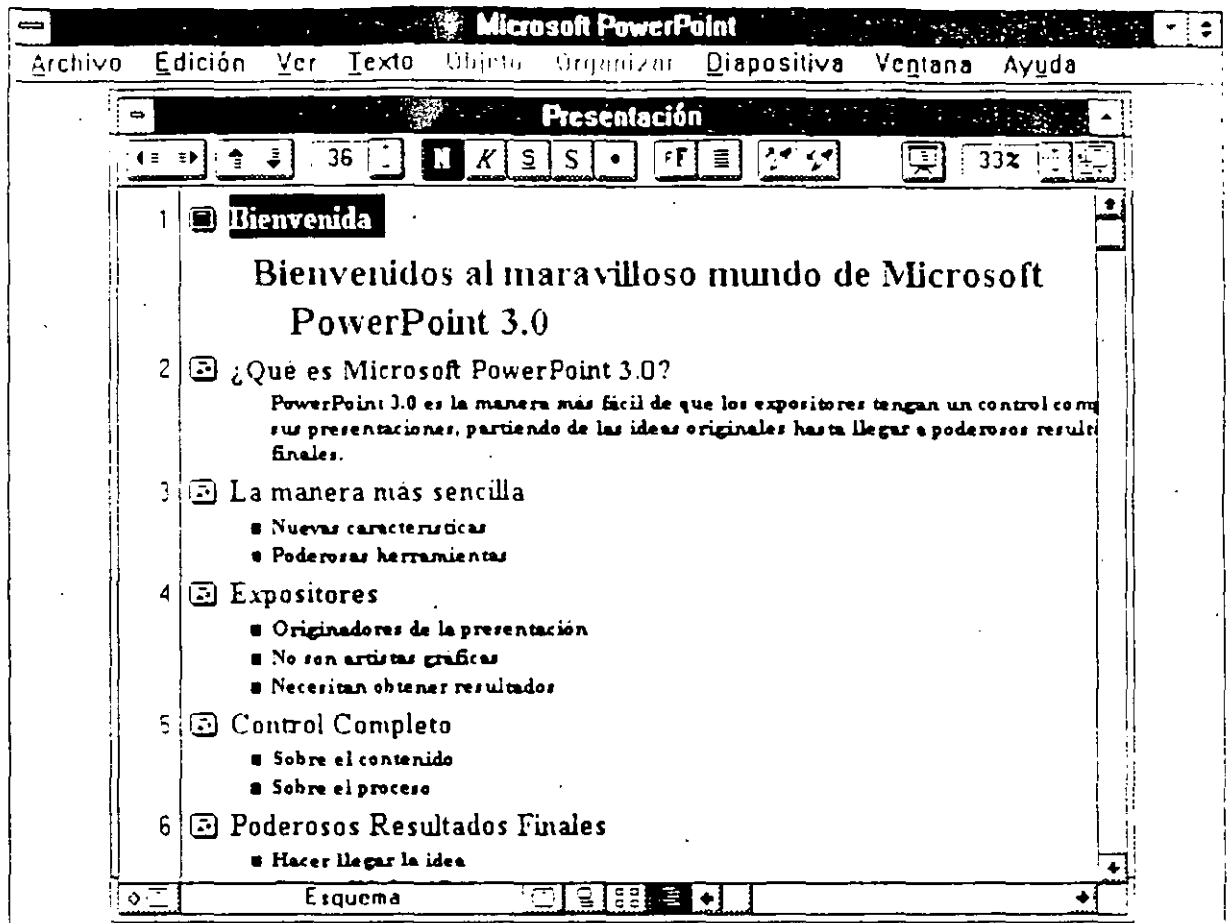 Microsoft PowerPoint
Archivo Edición Ver Texto Objeto Organizar Diapositiva Ventana Ayuda
Presentación
36 N K S S • FF 33%
1 Bienvenida
Bienvenidos al maravilloso mundo de Microsoft
PowerPoint 3.0
2 ¿Qué es Microsoft PowerPoint 3.0?
PowerPoint 3.0 es la manera más fácil de que los expositores tengan un control comp
sus presentaciones, partiendo de las ideas originales hasta llegar a poderosos result
finales.
3 La manera más sencilla
Nuevas caracteristicas
Poderosas herramientas
4 Expositores
Originadores de la presentación
No son artistas gráficas
Necesitan obtener resultados
5 Control Completo
Sobre el contenido
Sobre el proceso
6 Poderosos Resultados Finales
Hacer llegar la idea
Esquema